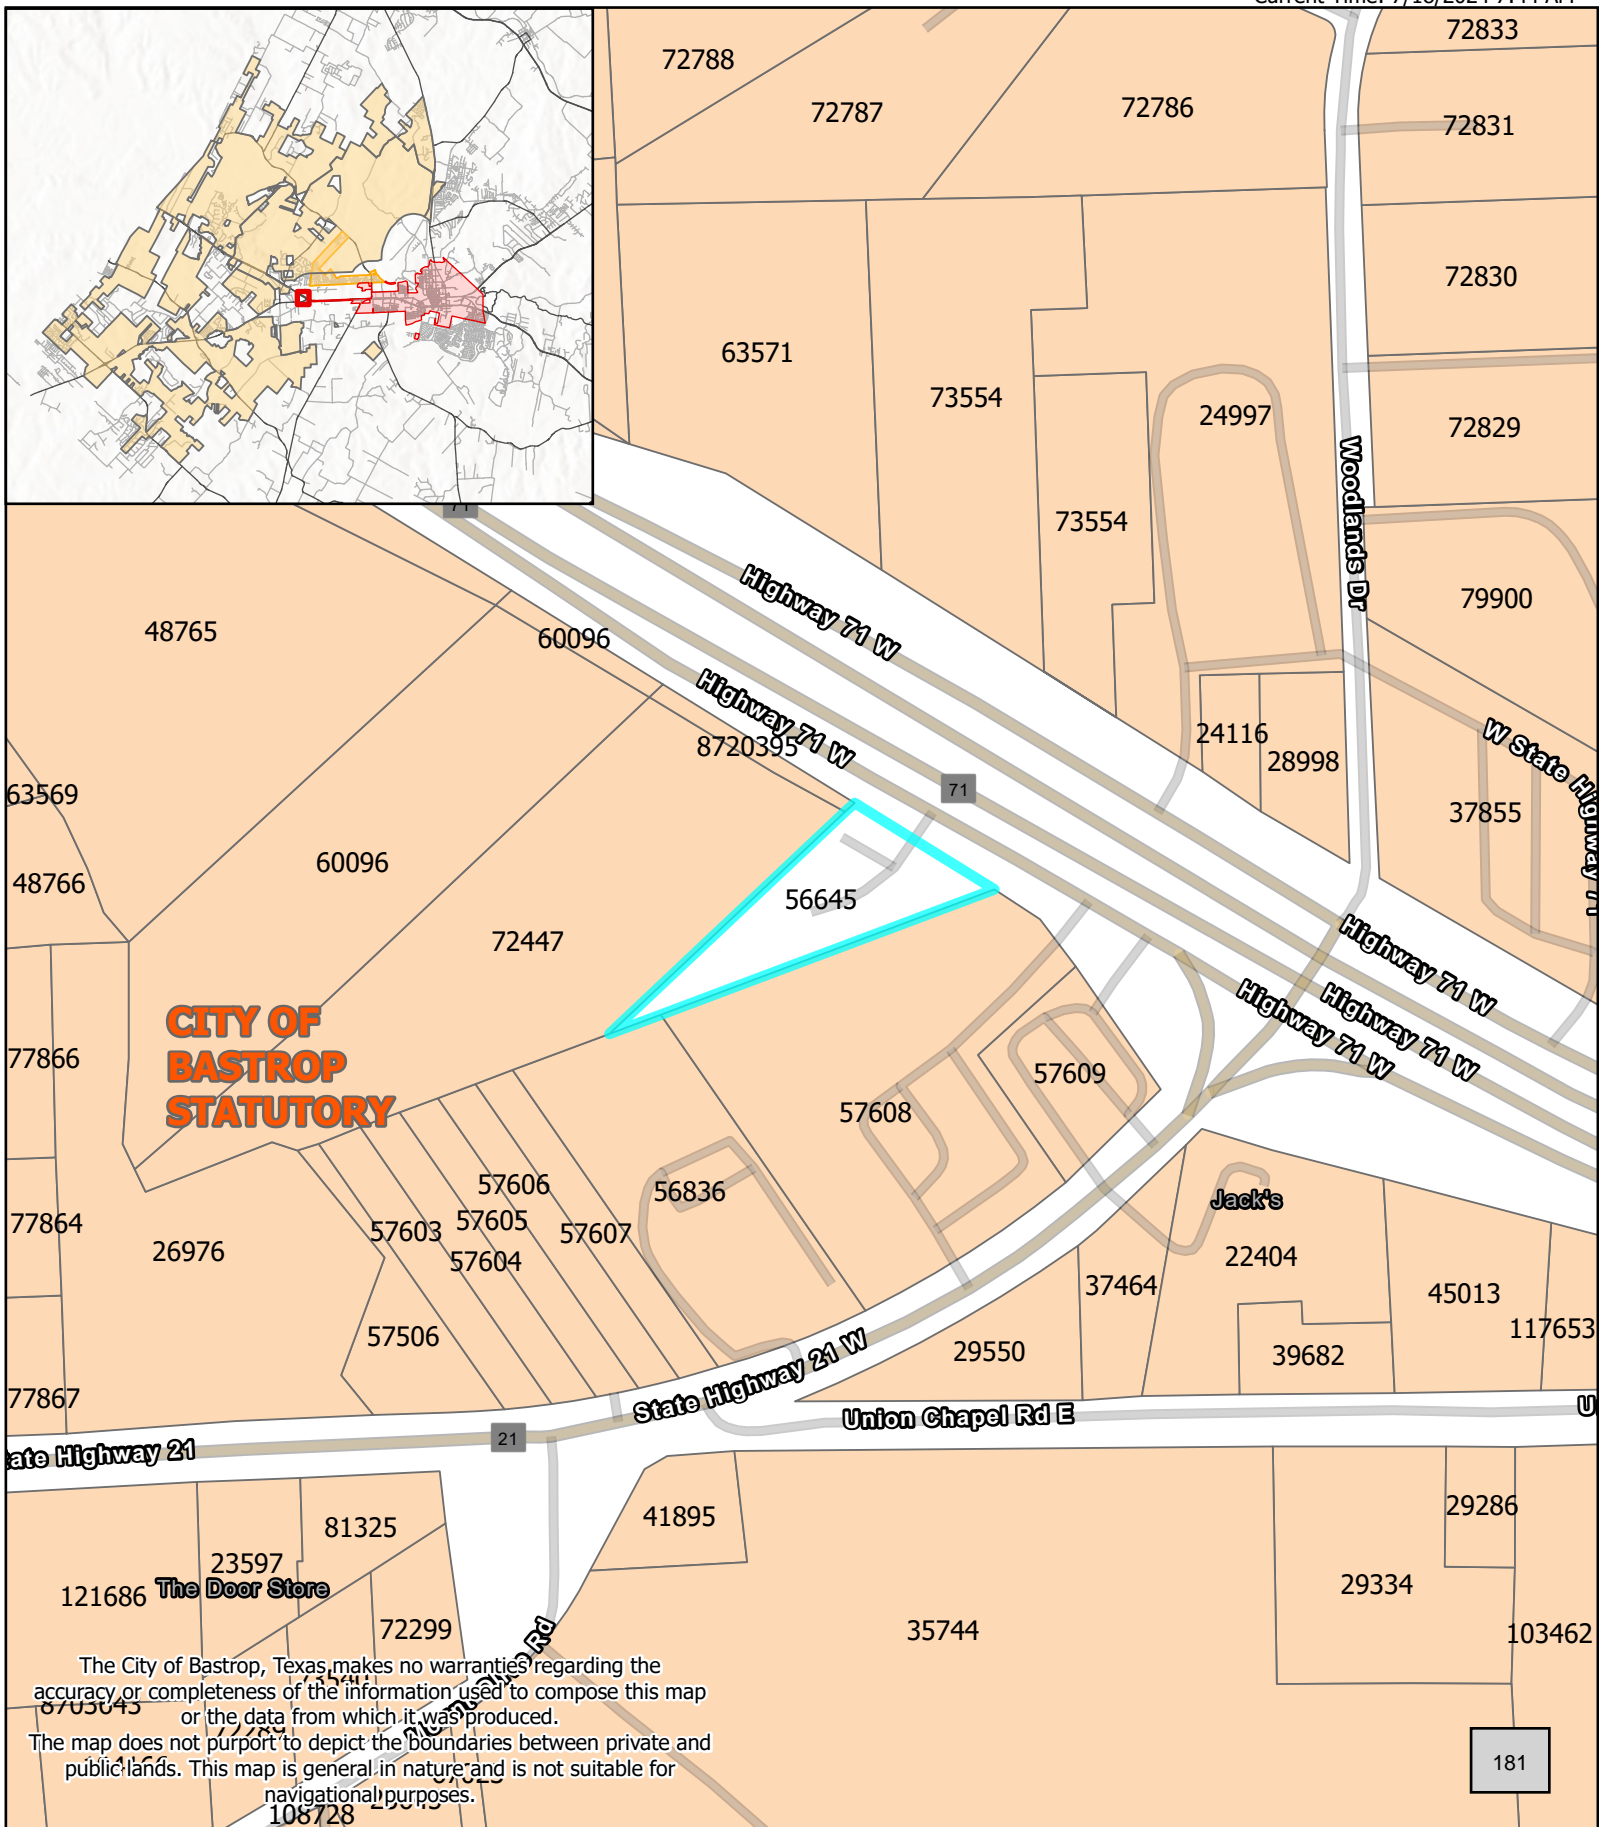 72833
72788
72787
72786
72831
72830
63571
73554
24997
72829
Woodlands Dr
71
73554
79900
48765
60096
Highway 71 W
Highway 71 W
8720395
24116
28998
W State Highway 71
71
63569
37855
60096
48766
56645
72447
Highway 71 W
Highway 71 W
Highway 71 W
CITY OF
BASTROP
STATUTORY
77866
57609
57608
57606
56836
57605
57603
57607
57604
77864
26976
Jack's
22404
37464
45013
117653
57506
29550
39682
77867
State Highway 21 W
Union Chapel Rd E
21
ate Highway 21
41895
29286
81325
23597
121686
The Door Store
29334
72299
35744
103462
The City of Bastrop, Texas makes no warranties regarding the
accuracy or completeness of the information used to compose this map
or the data from which it was produced.
The map does not purport to depict the boundaries between private and
public lands. This map is general in nature and is not suitable for
navigational purposes.
8703643
108728
181